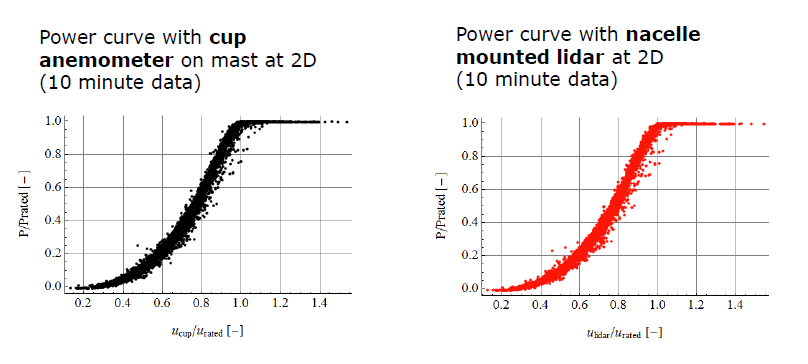 Power curve with cup
anemometer on mast at 2D
(10 minute data)
1.0
0.8
0.6
0.4
0.2
0.0
P/Prated [−]
0.2 0.4 0.6 0.8 1.0 1.2 1.4
ucup/urated [−]
Power curve with nacelle
mounted lidar at 2D
(10 minute data)
1.0
0.8
0.6
0.4
0.2
0.0
P/Prated [−]
0.2 0.4 0.6 0.8 1.0 1.2 1.4
ulidar/urated [−]